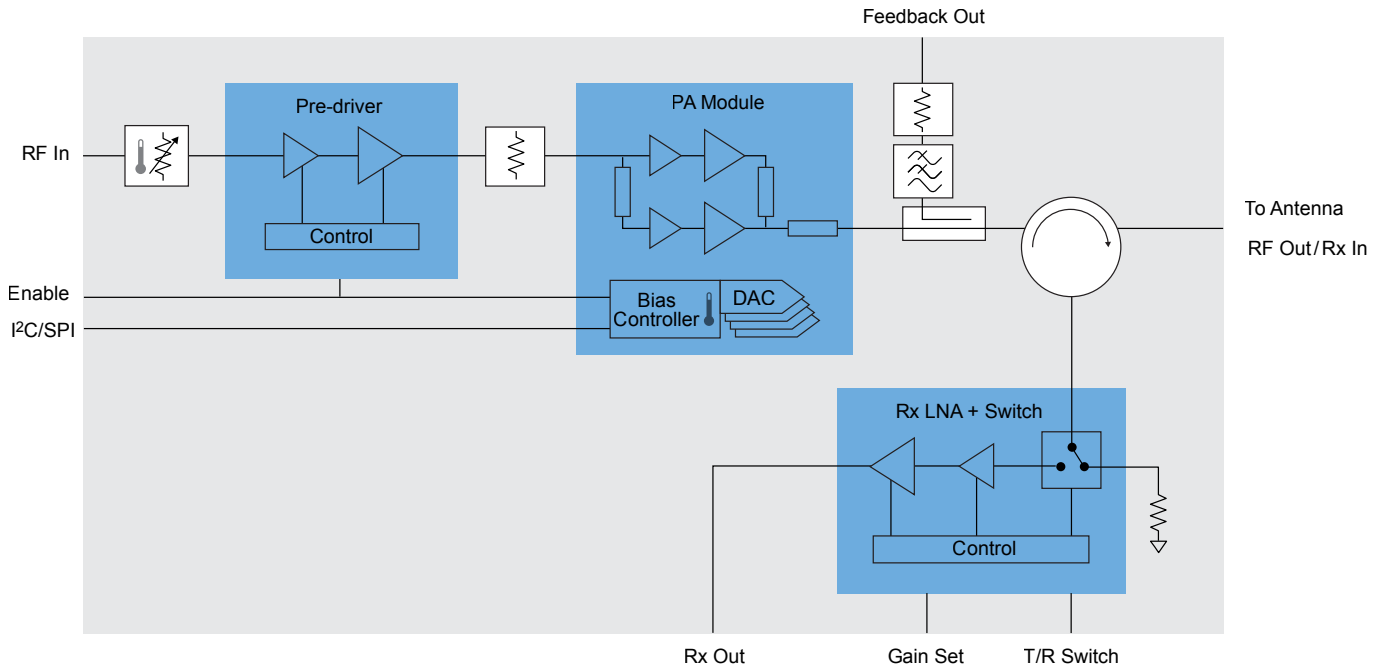 Feedback Out
Pre-driver
PA Module
RF In
Control
To Antenna
RF Out/Rx In
Enable
I²C/SPI
Bias
Controller
DAC
Rx LNA + Switch
Control
Rx Out
Gain Set
T/R Switch